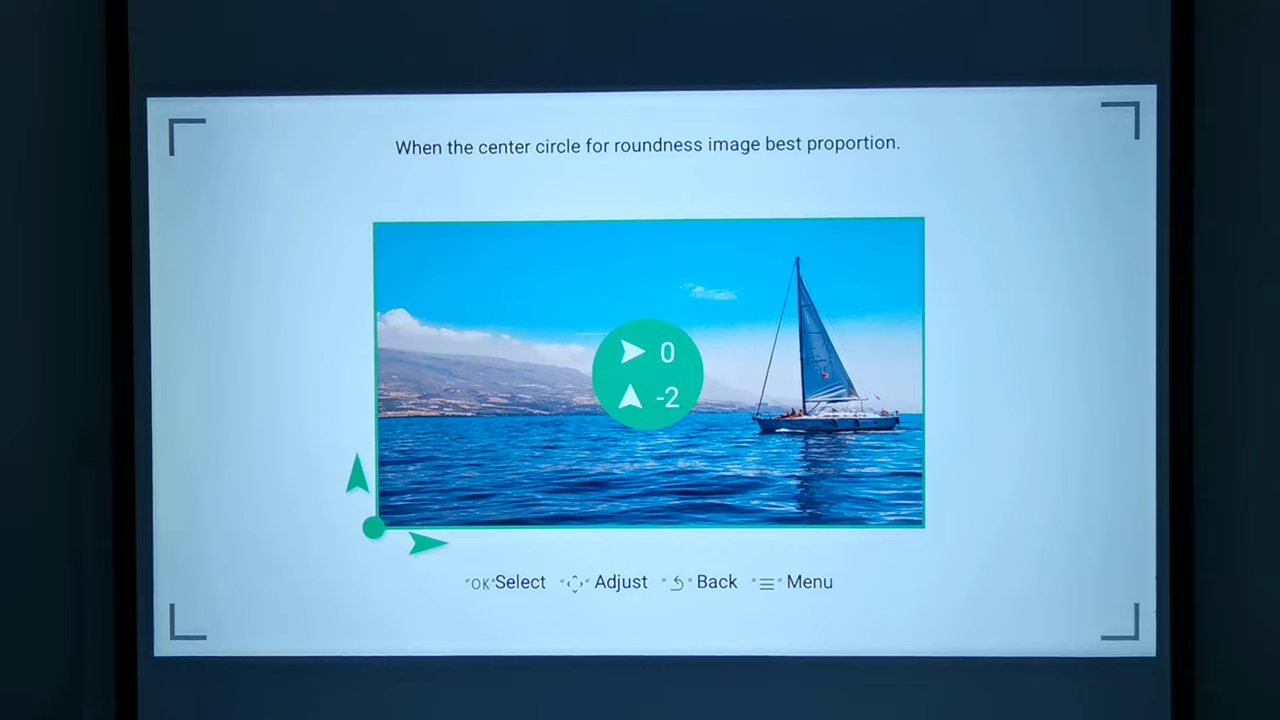 When the center circle for roundness image best proportion.
0
-2
"OK"Select " " Adjust " " Back " " Menu